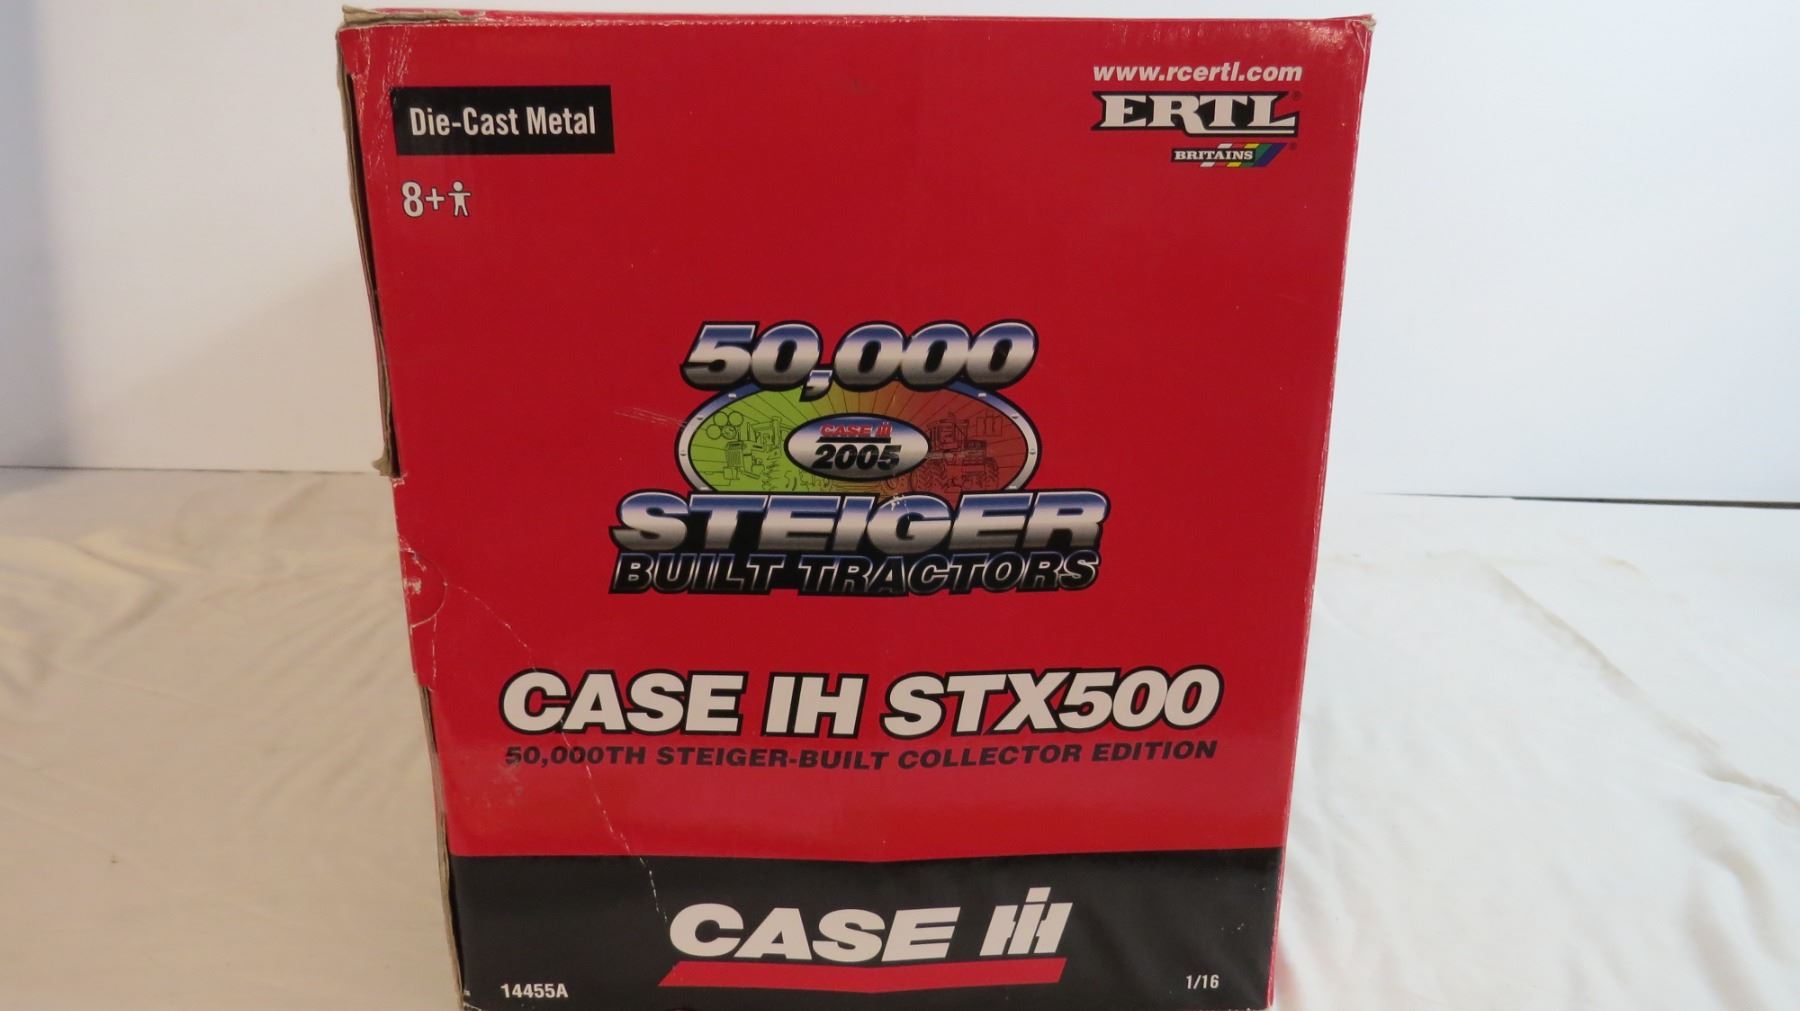 www.rcertl.com
Die-Cast Metal
ERTL®
BRITAINS®
8+
50,000
CASE IH
2005
STEIGER
BUILT TRACTORS
CASE IH STX500
50,000TH STEIGER-BUILT COLLECTOR EDITION
CASE IH
14455A
1/16